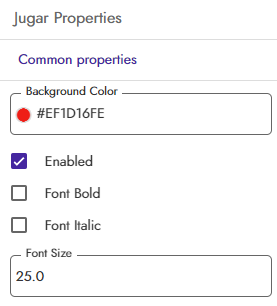 Jugar Properties
Common properties
Background Color
#EF1D16FE
Enabled
Font Bold
Font Italic
Font Size
25.0